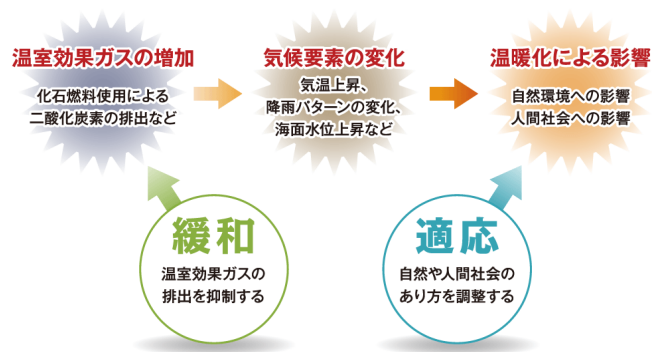 温室効果ガスの増加
化石燃料使用による
二酸化炭素の排出など
気候要素の変化
気温上昇、
降雨パターンの変化、
海面水位上昇など
温暖化による影響
自然環境への影響
人間社会への影響
緩和
温室効果ガスの
排出を抑制する
適応
自然や人間社会の
あり方を調整する